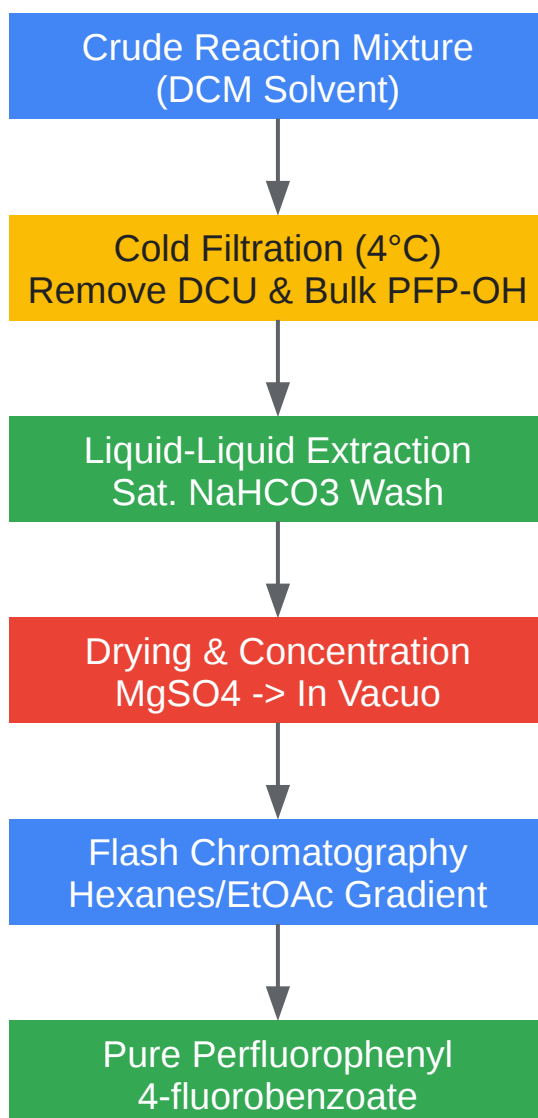 Crude Reaction Mixture
(DCM Solvent)
Cold Filtration (4°C)
Remove DCU & Bulk PFP-OH
Liquid-Liquid Extraction
Sat. NaHCO3 Wash
Drying & Concentration
MgSO4 -> In Vacuo
Flash Chromatography
Hexanes/EtOAc Gradient
Pure Perfluorophenyl
4-fluorobenzoate